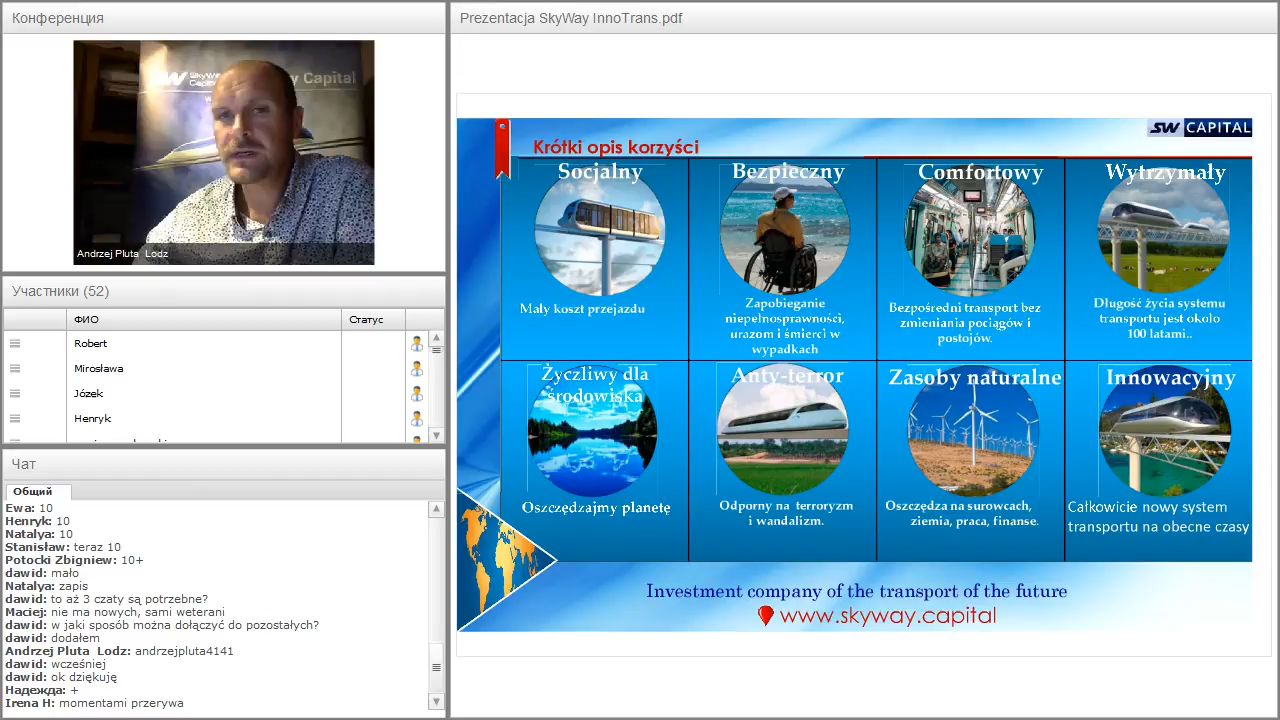 Конференция
SkyWay
Capital
y Capital
Andrzej Pluta Lodz
Участники (52)
ФИО
Статус
Robert
Mirosława
Józek
Henryk
Чат
Общий
Ewa: 10
Henryk: 10
Natalya: 10
Stanisław: teraz 10
Potocki Zbigniew: 10+
dawid: mało
Natalya: zapis
dawid: to aż 3 czaty są potrzebne?
Maciej: nie ma nowych, sami weterani
dawid: w jaki sposób można dołączyć do pozostałych?
dawid: dodałem
Andrzej Pluta Lodz: andrzejpluta4141
dawid: wcześniej
dawid: ok dziękuję
Надежда: +
Irena H: momentami przerywa
Prezentacja SkyWay InnoTrans.pdf
SW CAPITAL
Krótki opis korzyści
Socjalny
Mały koszt przejazdu
Bezpieczny
Zapobieganie
niepełnosprawności,
urazom i śmierci w
wypadkach
Comfortowy
Bezpośredni transport bez
zmieniania pociągów i
postojów.
Wytrzymały
Długość życia systemu
transportu jest około
100 latami..
Życzliwy dla
środowiska
Oszczędzajmy planetę
Anty-terror
Odporny na terroryzm
i wandalizm.
Zasoby naturalne
Oszczędza na surowcach,
ziemia, praca, finanse.
Innowacyjny
Całkowicie nowy system
transportu na obecne czasy
Investment company of the transport of the future
www.skyway.capital